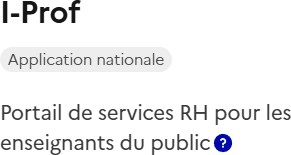 I-Prof
Application nationale
Portail de services RH pour les
enseignants du public ?